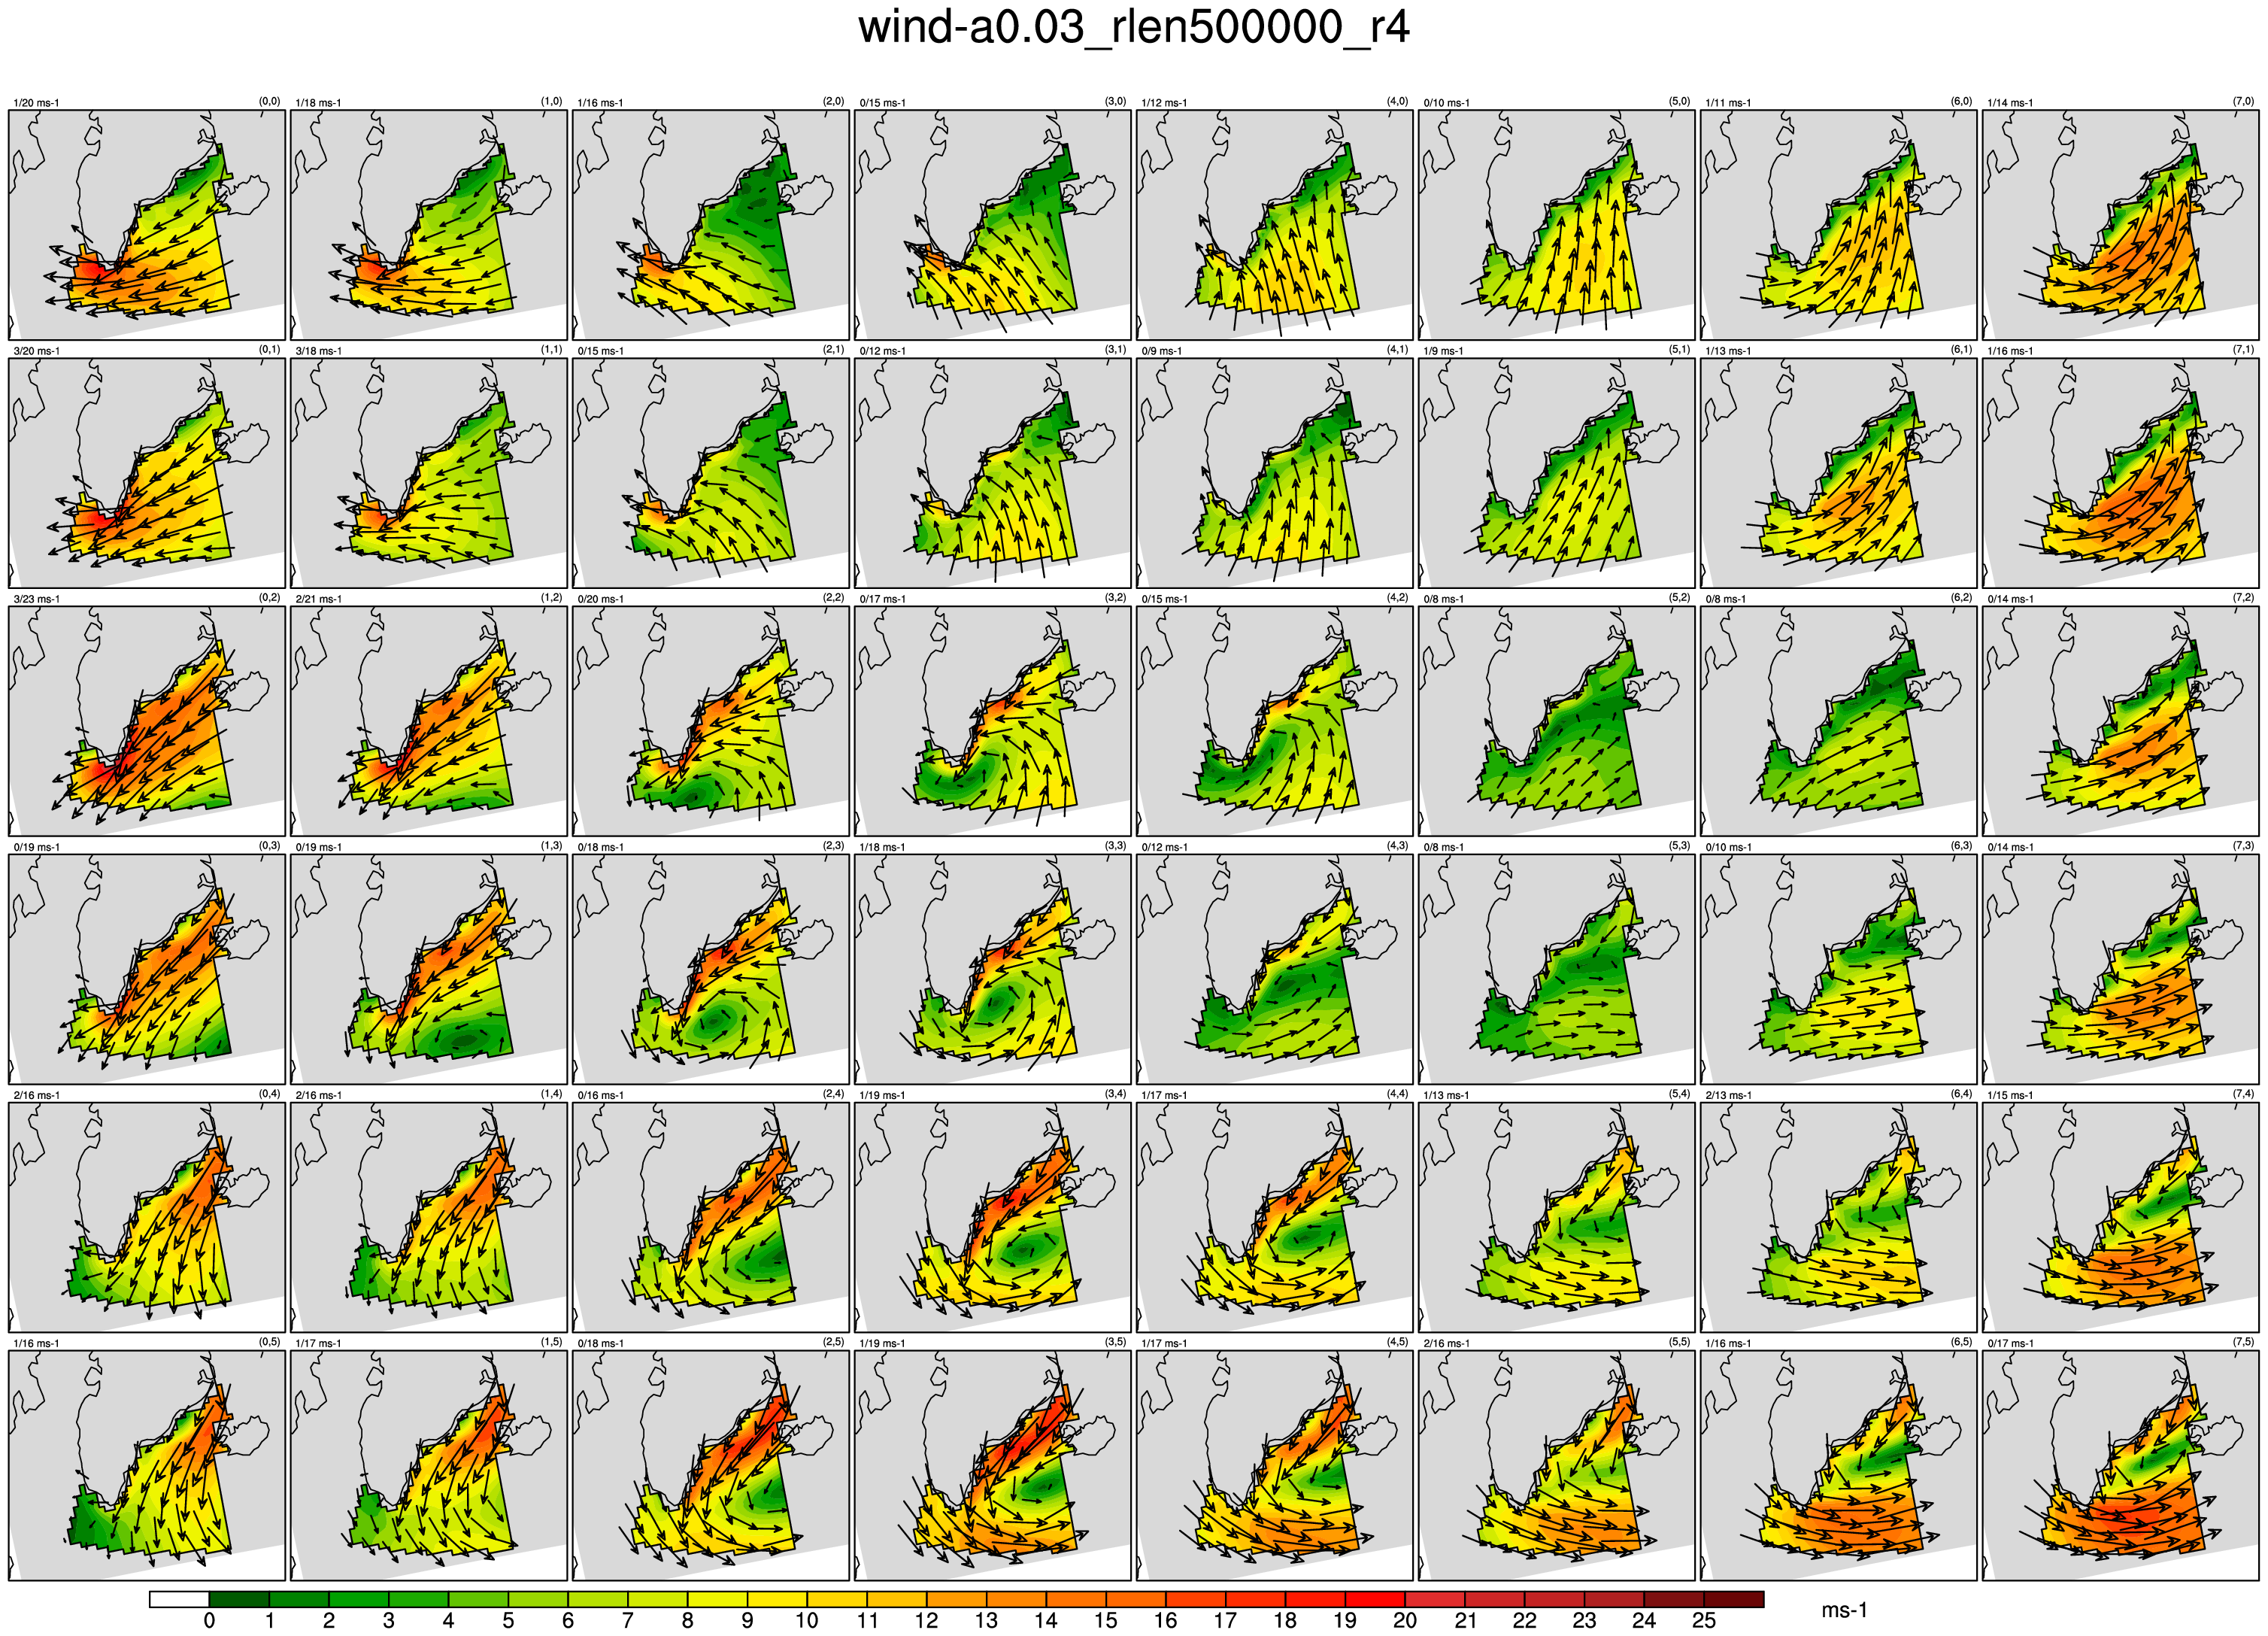 wind-a0.03_rlen500000_r4
1/20 ms-1 (0,0) 1/18 ms-1 (1,0) 1/16 ms-1 (2,0) 0/15 ms-1 (3,0) 1/12 ms-1 (4,0) 0/10 ms-1 (5,0) 1/11 ms-1 (6,0) 1/14 ms-1 (7,0)
3/20 ms-1 (0,1) 3/18 ms-1 (1,1) 0/15 ms-1 (2,1) 0/12 ms-1 (3,1) 0/9 ms-1 (4,1) 1/9 ms-1 (5,1) 1/13 ms-1 (6,1) 1/16 ms-1 (7,1)
3/23 ms-1 (0,2) 2/21 ms-1 (1,2) 0/20 ms-1 (2,2) 0/17 ms-1 (3,2) 0/15 ms-1 (4,2) 0/8 ms-1 (5,2) 0/8 ms-1 (6,2) 0/14 ms-1 (7,2)
0/19 ms-1 (0,3) 0/19 ms-1 (1,3) 0/18 ms-1 (2,3) 1/18 ms-1 (3,3) 0/12 ms-1 (4,3) 0/8 ms-1 (5,3) 0/10 ms-1 (6,3) 0/14 ms-1 (7,3)
2/16 ms-1 (0,4) 2/16 ms-1 (1,4) 0/16 ms-1 (2,4) 1/19 ms-1 (3,4) 1/17 ms-1 (4,4) 1/13 ms-1 (5,4) 2/13 ms-1 (6,4) 1/15 ms-1 (7,4)
1/16 ms-1 (0,5) 1/17 ms-1 (1,5) 0/18 ms-1 (2,5) 1/19 ms-1 (3,5) 1/17 ms-1 (4,5) 2/16 ms-1 (5,5) 1/16 ms-1 (6,5) 0/17 ms-1 (7,5)
0 1 2 3 4 5 6 7 8 9 10 11 12 13 14 15 16 17 18 19 20 21 22 23 24 25 ms-1